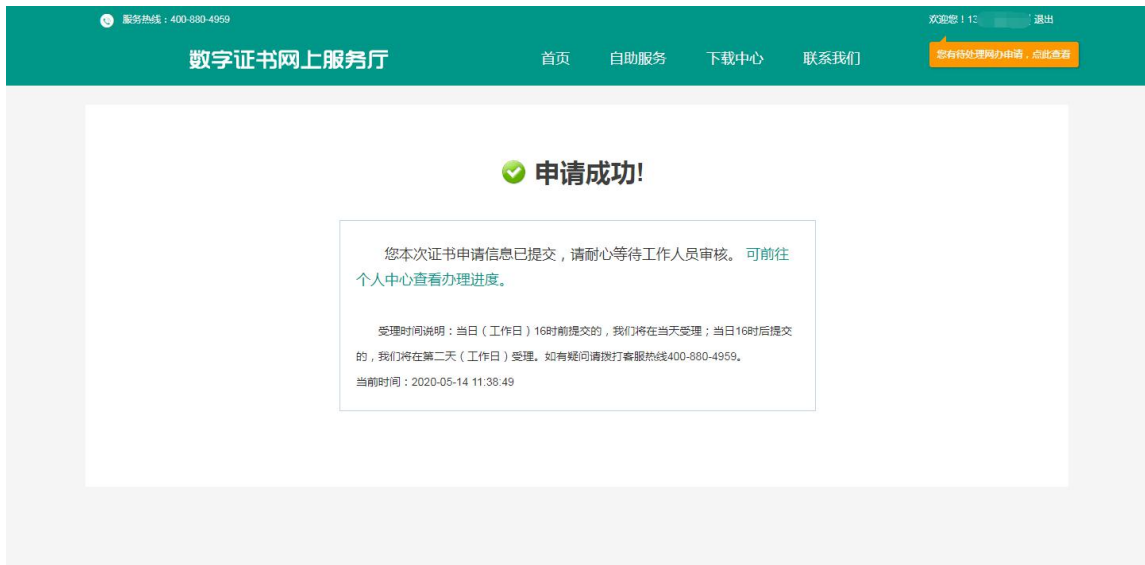 服务热线：400-880-4959
欢迎您！13 退出
数字证书网上服务厅
首页 自助服务 下载中心 联系我们
您有待处理网办申请，点此查看
申请成功!
您本次证书申请信息已提交，请耐心等待工作人员审核。 可前往
个人中心查看办理进度。
受理时间说明：当日（工作日）16时前提交的，我们将在当天受理；当日16时后提交
的，我们将在第二天（工作日）受理。如有疑问请拨打客服热线400-880-4959。
当前时间：2020-05-14 11:38:49